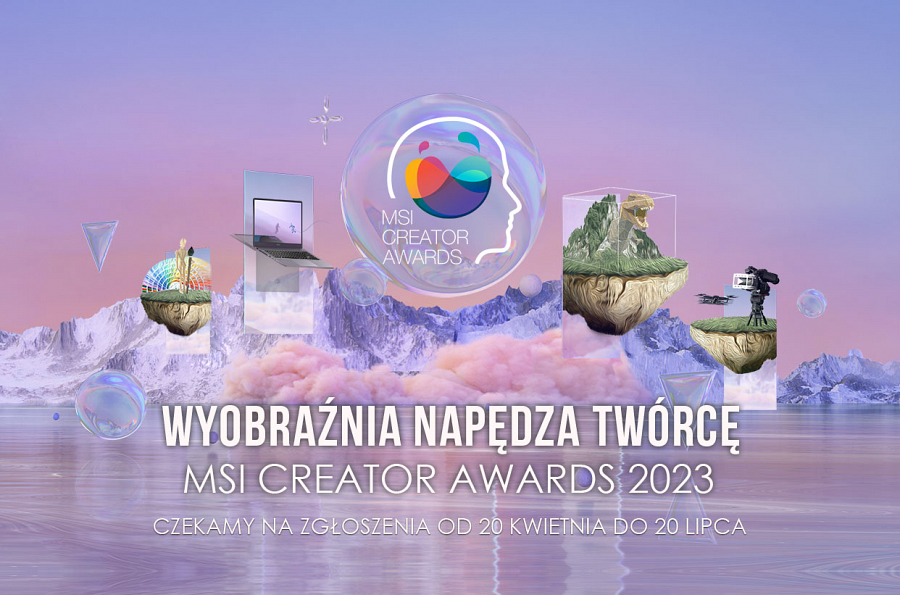 MSI
CREATOR
AWARDS
WYOBRAŹNIA NAPĘDZA TWÓRCĘ
MSI CREATOR AWARDS 2023
CZEKAMY NA ZGŁOSZENIA OD 20 KWIETNIA DO 20 LIPCA